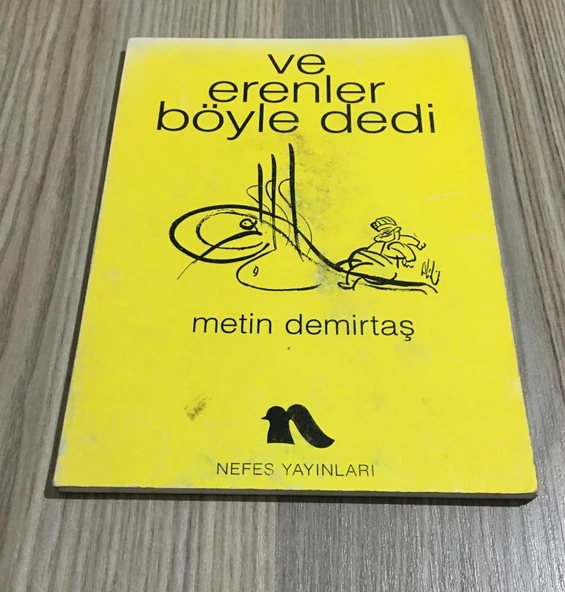 ve
erenler
böyle dedi
metin demirtaş
NEFES YAYINLARI